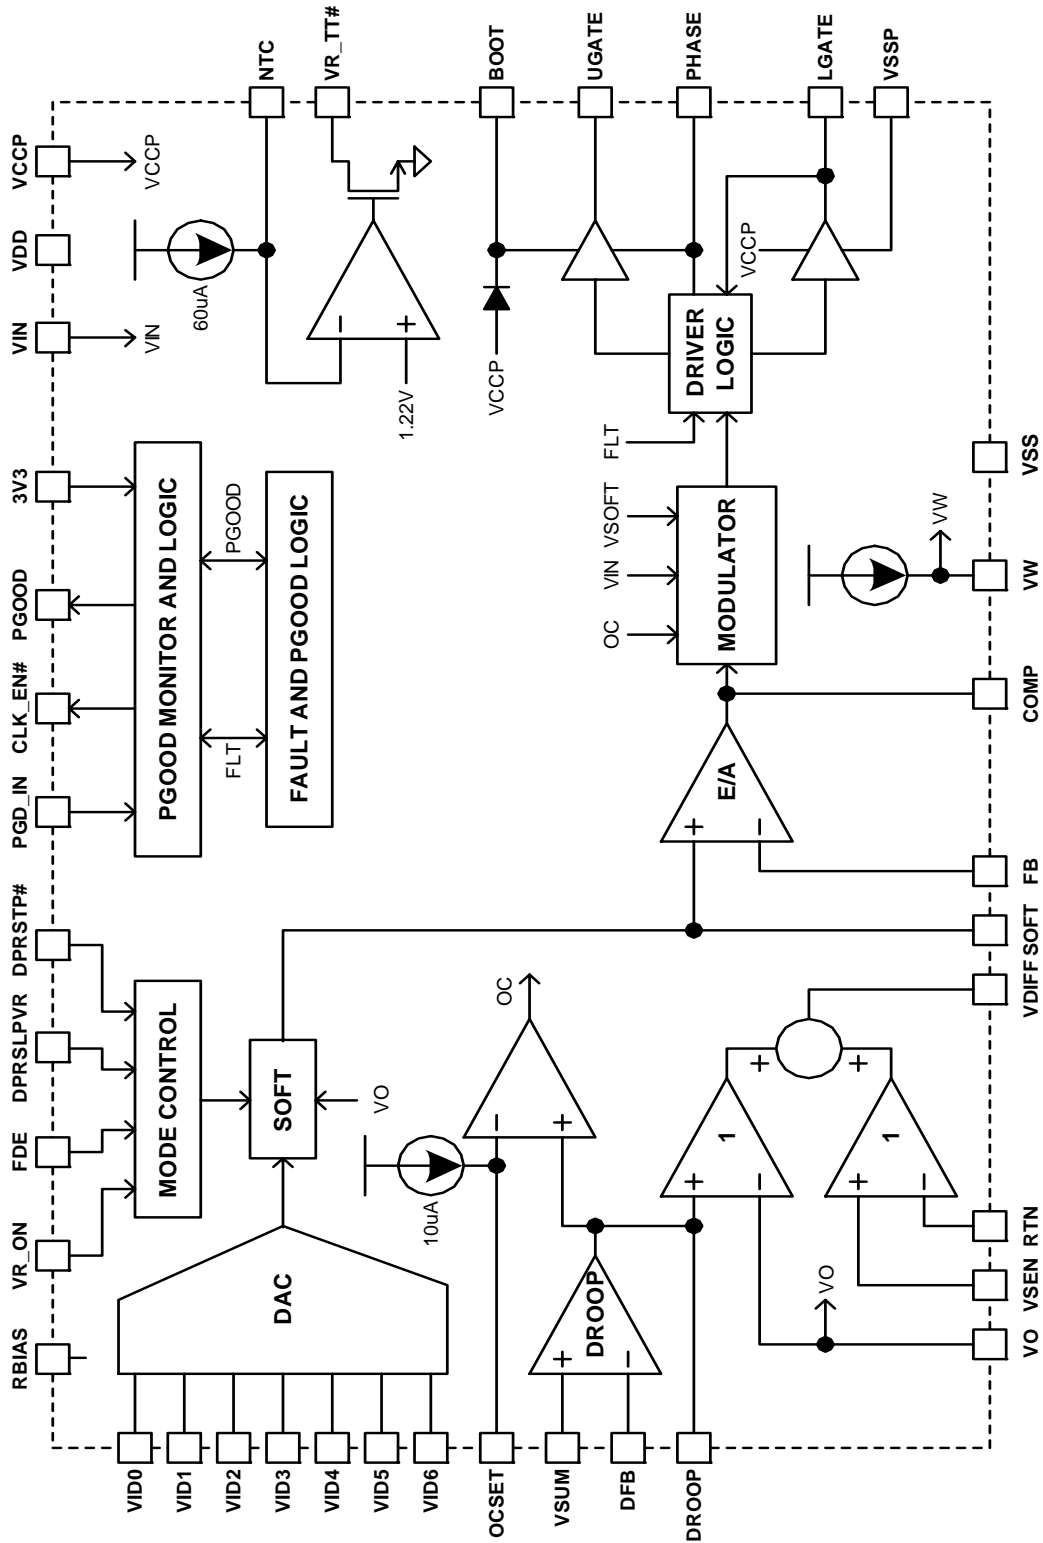 RBIAS
VR_ON
FDE
DPRSLPVR
DPRSTP#
PGD_IN
CLK_EN#
PGOOD
3V3
VIN
VDD
VCCP
VIN
VCCP
MODE CONTROL
PGOOD MONITOR AND LOGIC
FLT
PGOOD
FAULT AND PGOOD LOGIC
60uA
NTC
VR_TT#
1.22V
VID0
VID1
VID2
VID3
VID4
VID5
VID6
DAC
SOFT
VO
10uA
OC
OCSET
VSUM
DFB
DROOP
DROOP
+
−
−
+
−
+
VCCP
BOOT
UGATE
PHASE
LGATE
VSSP
FLT
DRIVER
LOGIC
VCCP
OC
VIN
VSOFT
MODULATOR
E/A
+
−
1
+
−
1
+
−
+
+
VO
VW
VO
VSEN
RTN
VDIFF
SOFT
FB
COMP
VW
VSS